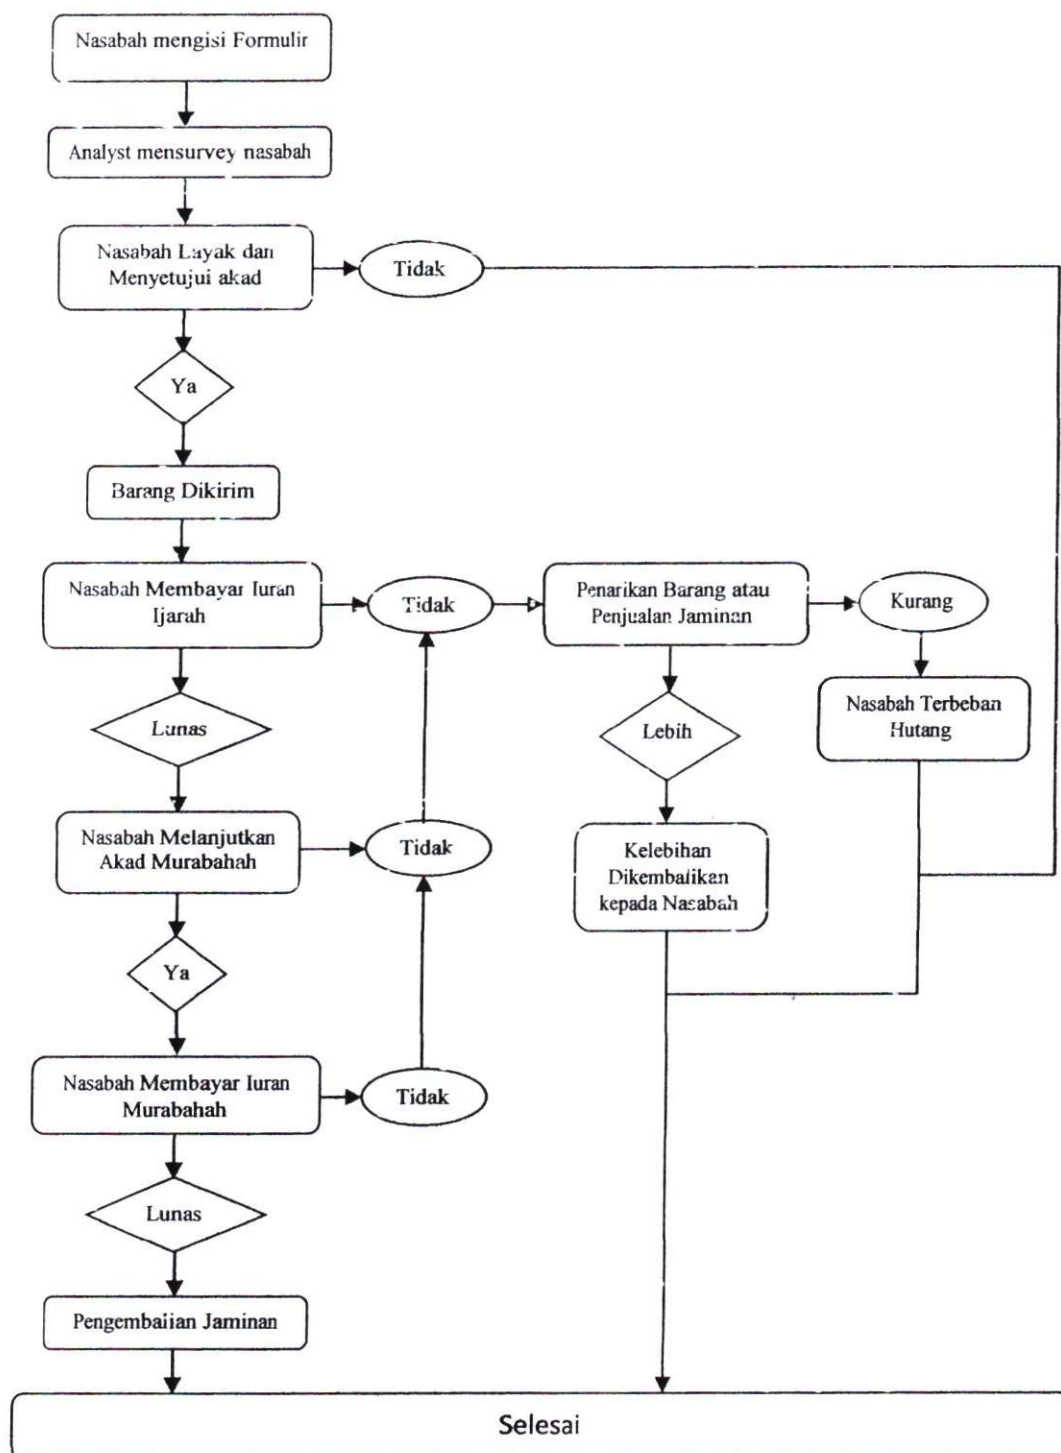 Nasabah mengisi Formulir
Analyst mensurvey nasabah
Nasabah Layak dan
Menyetujui akad
Tidak
Ya
Barang Dikirim
Nasabah Membayar Iuran
Ijarah
Tidak
Penarikan Barang atau
Penjualan Jaminan
Kurang
Lunas
Lebih
Nasabah Terbeban
Hutang
Nasabah Melanjutkan
Akad Murabahah
Tidak
Kelebihan
Dikembalikan
kepada Nasabah
Ya
Nasabah Membayar Iuran
Murabahah
Tidak
Lunas
Pengembalian Jaminan
Selesai